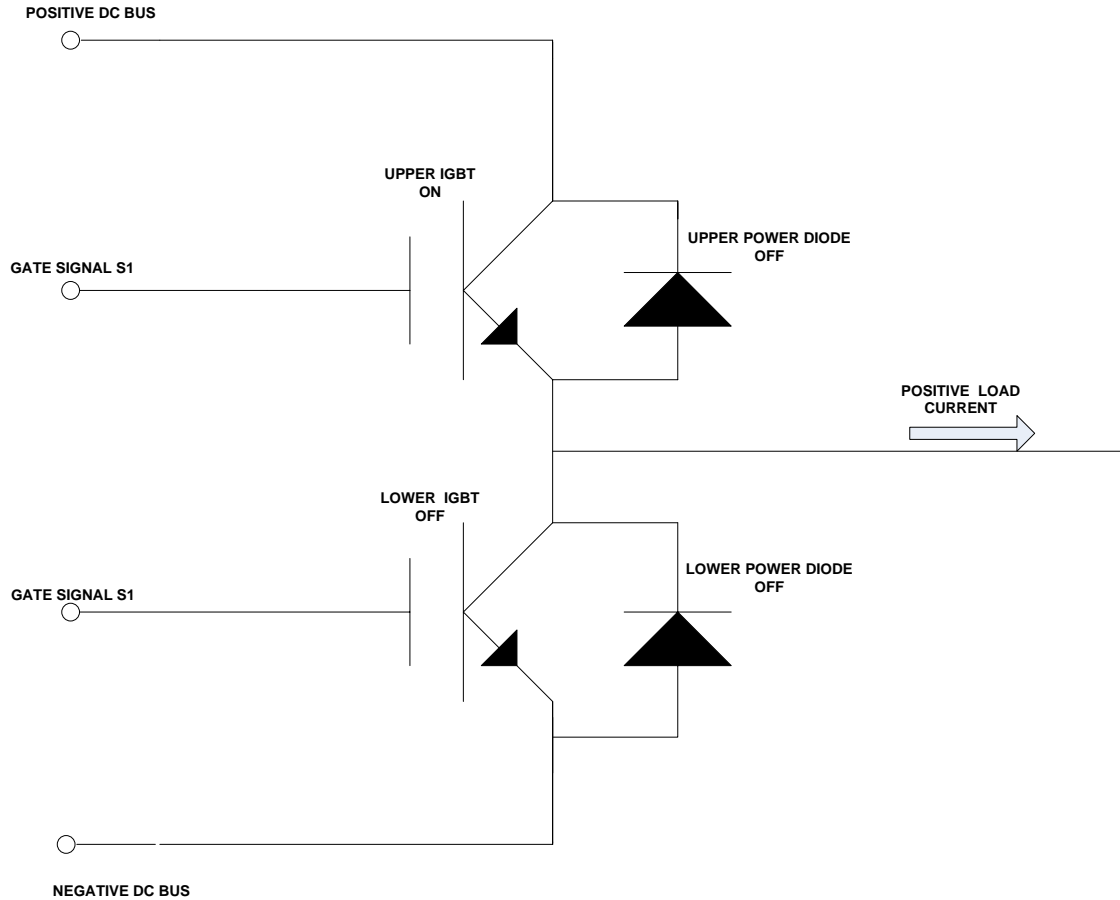 POSITIVE DC BUS
UPPER IGBT
ON
UPPER POWER DIODE
OFF
GATE SIGNAL S1
POSITIVE LOAD
CURRENT
LOWER IGBT
OFF
LOWER POWER DIODE
OFF
GATE SIGNAL S1
NEGATIVE DC BUS